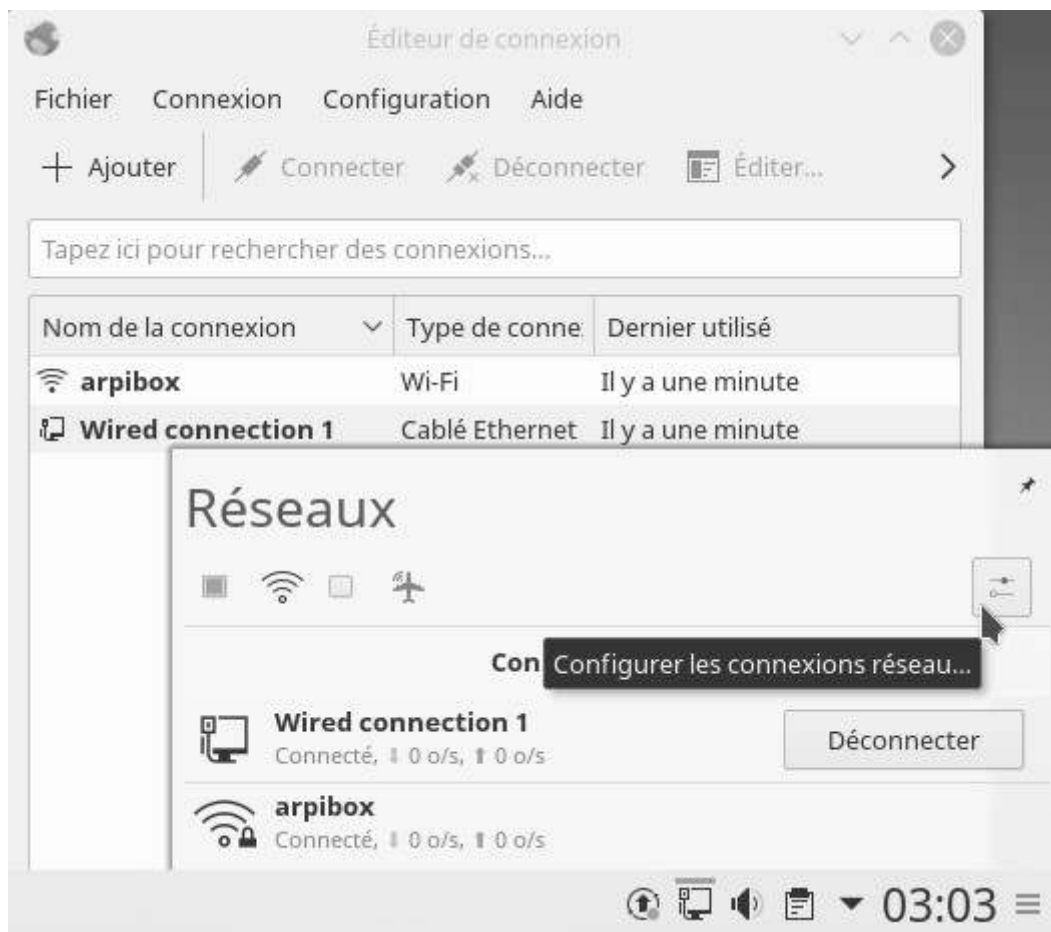 Éditeur de connexion
Fichier Connexion Configuration Aide
Ajouter Connecter Déconnecter Éditer...
Tapez ici pour rechercher des connexions...
Nom de la connexion Type de conne Dernier utilisé
arpibox Wi-Fi Il y a une minute
Wired connection 1 Cablé Ethernet Il y a une minute
Réseaux
Con Configurer les connexions réseau...
Wired connection 1
Connecté, ⬇ 0 o/s, ⬆ 0 o/s
Déconnecter
arpibox
Connecté, ⬇ 0 o/s, ⬆ 0 o/s
03:03